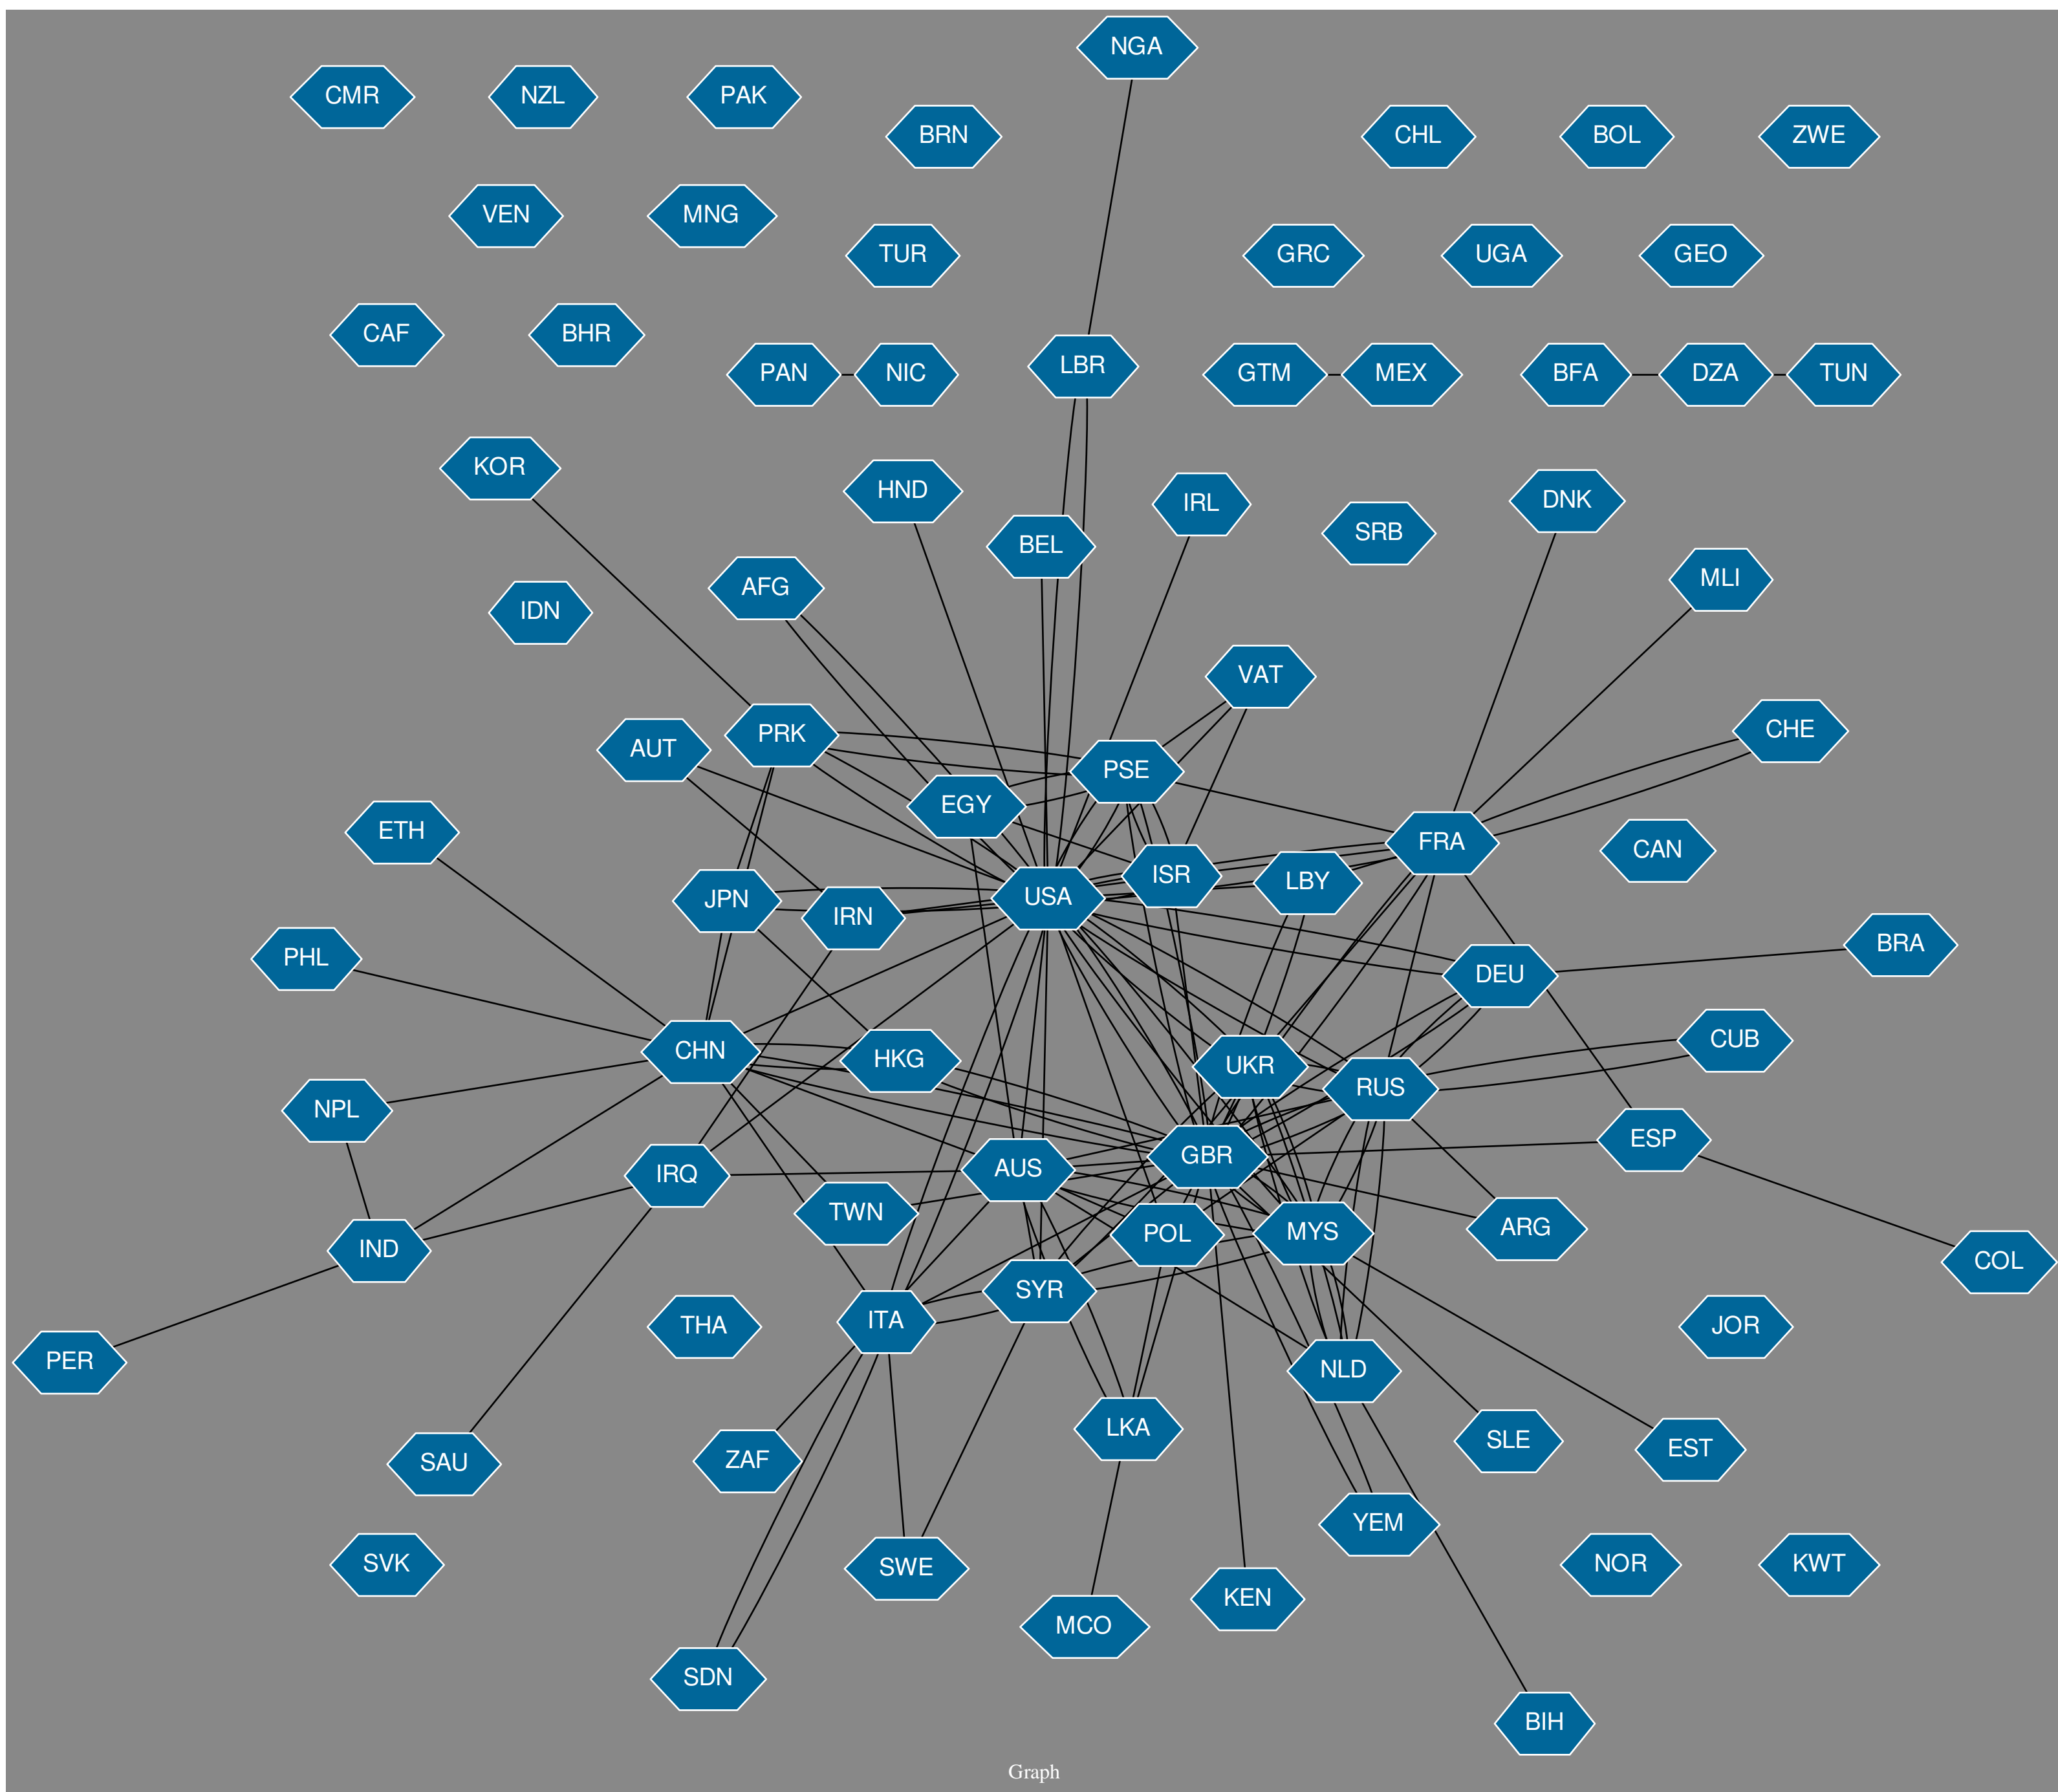 NGA
CMR
NZL
PAK
BRN
CHL
BOL
ZWE
VEN
MNG
TUR
GRC
UGA
GEO
CAF
BHR
LBR
PAN
NIC
GTM
MEX
BFA
DZA
TUN
KOR
HND
IRL
DNK
SRB
BEL
MLI
AFG
IDN
VAT
CHE
PRK
AUT
PSE
EGY
ETH
FRA
CAN
ISR
LBY
USA
JPN
IRN
BRA
PHL
DEU
CUB
CHN
HKG
UKR
RUS
NPL
ESP
GBR
AUS
IRQ
TWN
ARG
MYS
POL
IND
COL
SYR
ITA
THA
JOR
PER
NLD
LKA
SLE
EST
ZAF
SAU
YEM
SVK
SWE
NOR
KWT
KEN
MCO
SDN
BIH
Graph